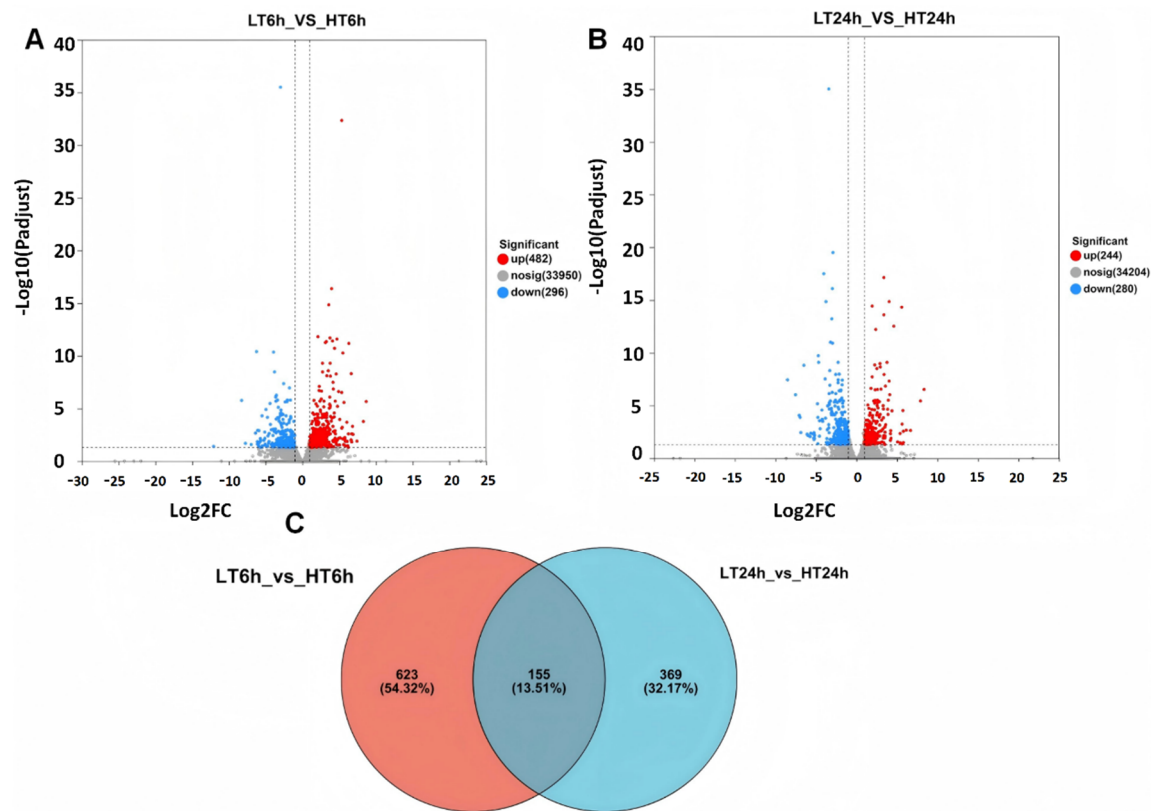 A
LT6h_VS_HT6h
40
35
30
25
20
15
10
5
0
-Log10(Padjust)
-30 -25 -20 -15 -10 -5 0 5 10 15 20 25
Log2FC
Significant
up(482)
nosig(33950)
down(296)
B
LT24h_VS_HT24h
40
35
30
25
20
15
10
5
0
-Log10(Padjust)
-25 -20 -15 -10 -5 0 5 10 15 20 25
Log2FC
Significant
up(244)
nosig(34204)
down(280)
C
LT6h_vs_HT6h
LT24h_vs_HT24h
623
(54.32%)
155
(13.51%)
369
(32.17%)